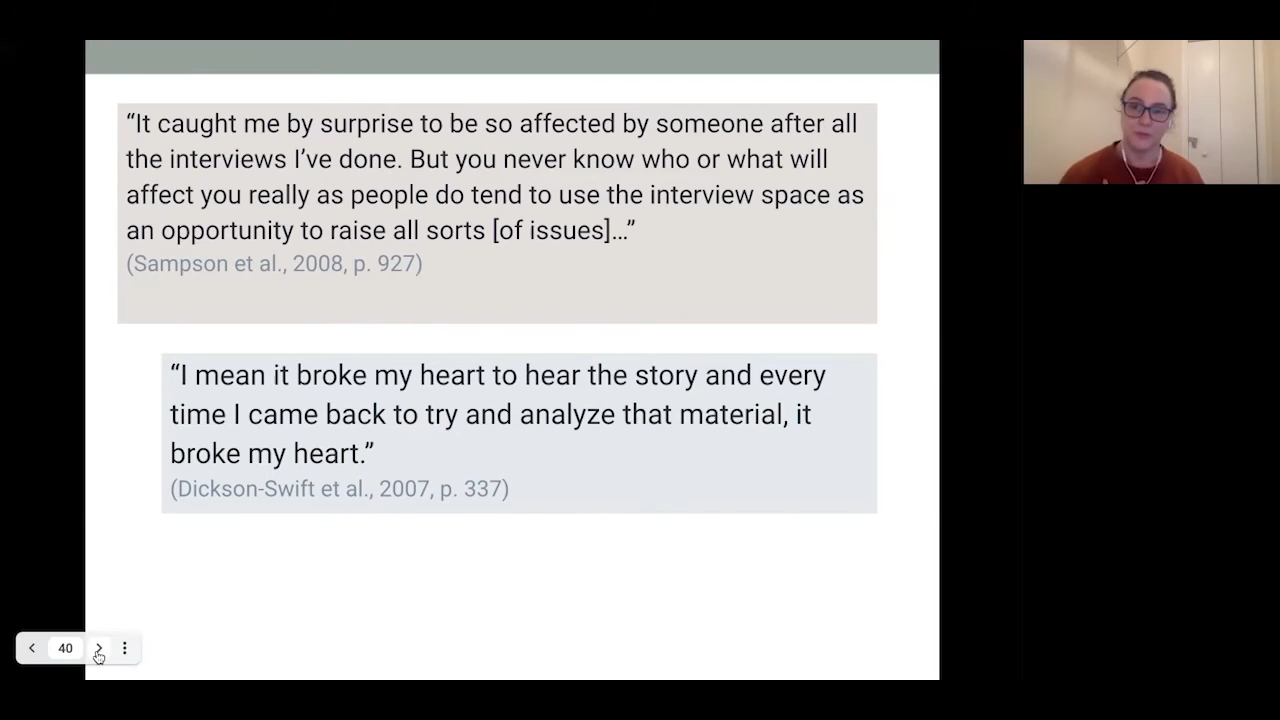 “It caught me by surprise to be so affected by someone after all
the interviews I’ve done. But you never know who or what will
affect you really as people do tend to use the interview space as
an opportunity to raise all sorts [of issues]…”
(Sampson et al., 2008, p. 927)
“I mean it broke my heart to hear the story and every
time I came back to try and analyze that material, it
broke my heart.”
(Dickson-Swift et al., 2007, p. 337)
40